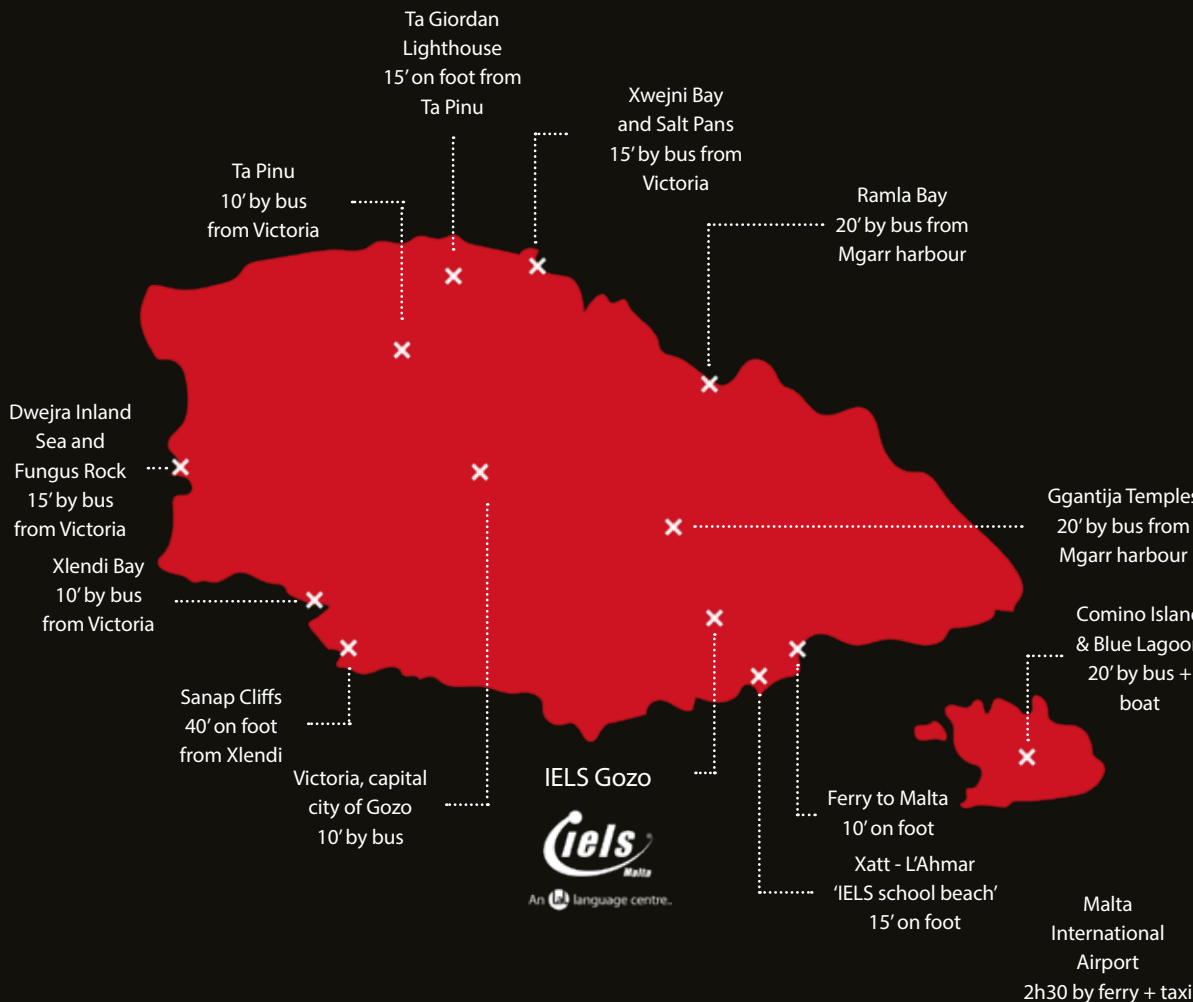 Ta Giordan
Lighthouse
15’ on foot from
Ta Pinu
Xwejni Bay
and Salt Pans
15’ by bus from
Victoria
Ta Pinu
10’ by bus
from Victoria
Ramla Bay
20’ by bus from
Mgarr harbour
Dwejra Inland
Sea and
Fungus Rock
15’ by bus
from Victoria
Ggantija Temples
20’ by bus from
Mgarr harbour
Xlendi Bay
10’ by bus
from Victoria
Comino Island
& Blue Lagoon
20’ by bus +
boat
Sanap Cliffs
40’ on foot
from Xlendi
Victoria, capital
city of Gozo
10’ by bus
IELS Gozo
iels
Malta
An LAL language centre..
Ferry to Malta
10’ on foot
Xatt - L’Ahmar
‘IELS school beach’
15’ on foot
Malta
International
Airport
2h30 by ferry + taxi